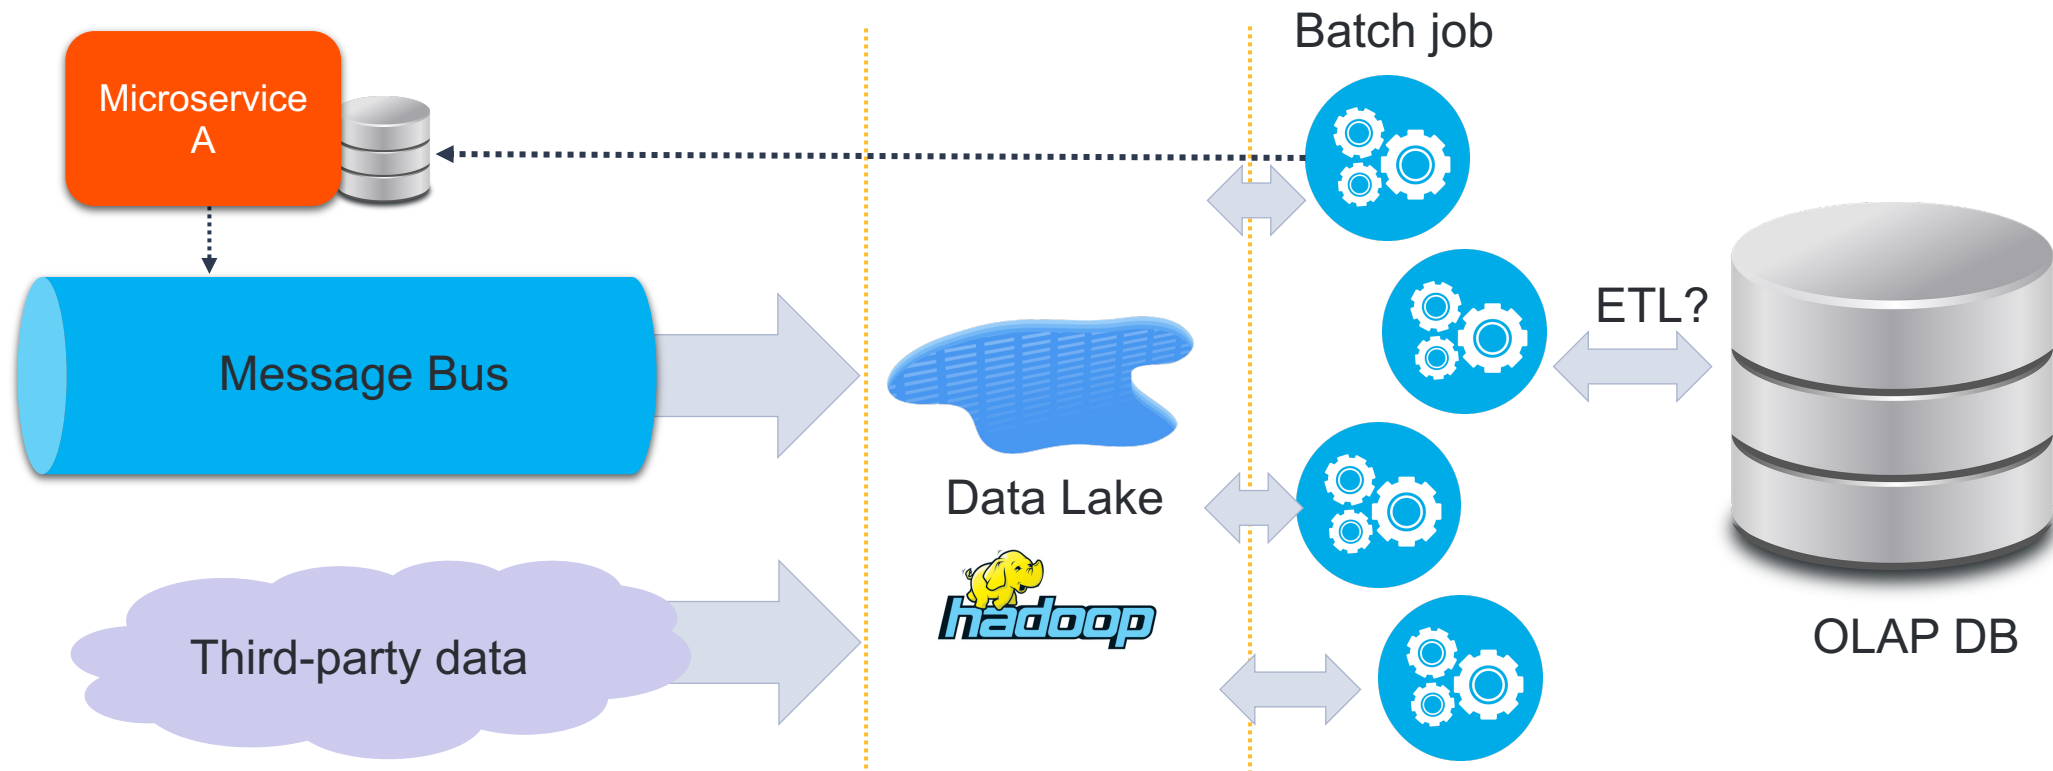 Batch job
Microservice
A
ETL?
Message Bus
Data Lake
hadoop
Third-party data
OLAP DB